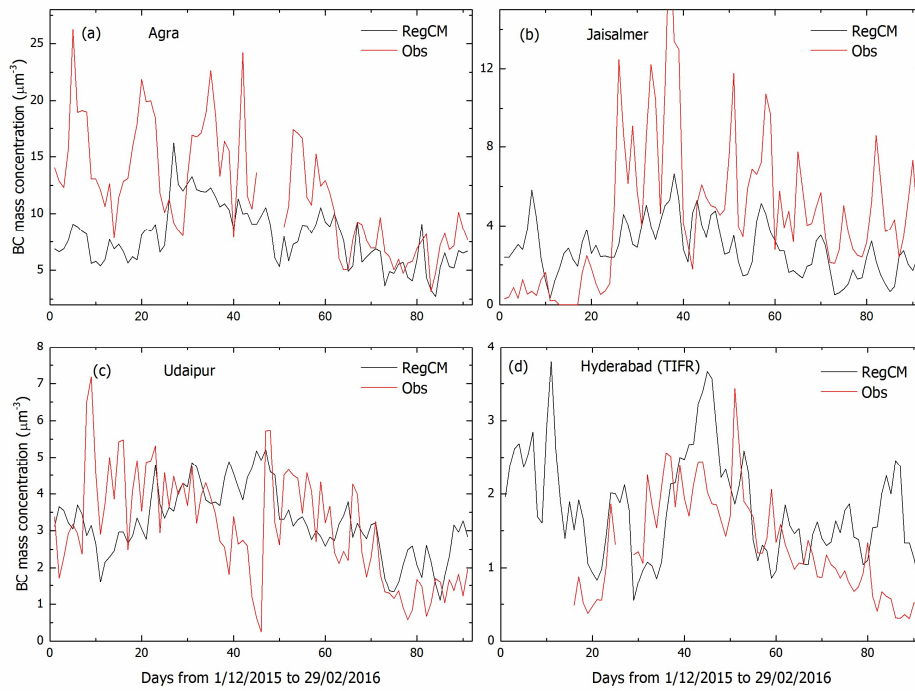 (a) Agra
RegCM
Obs
BC mass concentration (μm⁻³)
25
20
15
10
5
0 20 40 60 80
(b) Jaisalmer
RegCM
Obs
12
8
4
0
0 20 40 60 80
(c) Udaipur
RegCM
Obs
BC mass concentration (μm⁻³)
8
7
6
5
4
3
2
1
0
0 20 40 60 80
Days from 1/12/2015 to 29/02/2016
(d) Hyderabad (TIFR)
RegCM
Obs
4
3
2
1
0
0 20 40 60 80
Days from 1/12/2015 to 29/02/2016